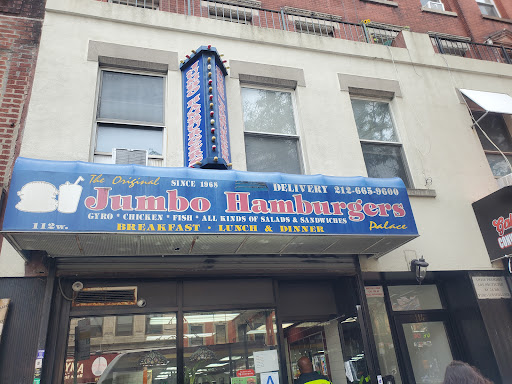 The Original
SINCE 1968
DELIVERY 212-665-9600
Jumbo Hamburgers
GYRO * CHICKEN * FISH * ALL KINDS OF SALADS & SANDWICHES
Palace
112w.
BREAKFAST • LUNCH & DINNER
A